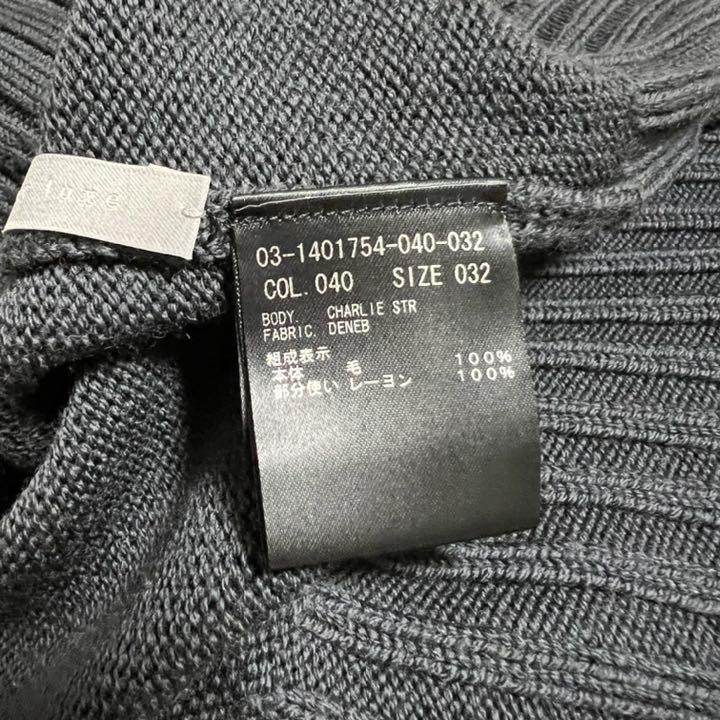 03-1401754-040-032
COL. 040 SIZE 032
BODY. CHARLIE STR
FABRIC. DENEB
組成表示
本体 毛 100%
部分使い レーヨン 100%